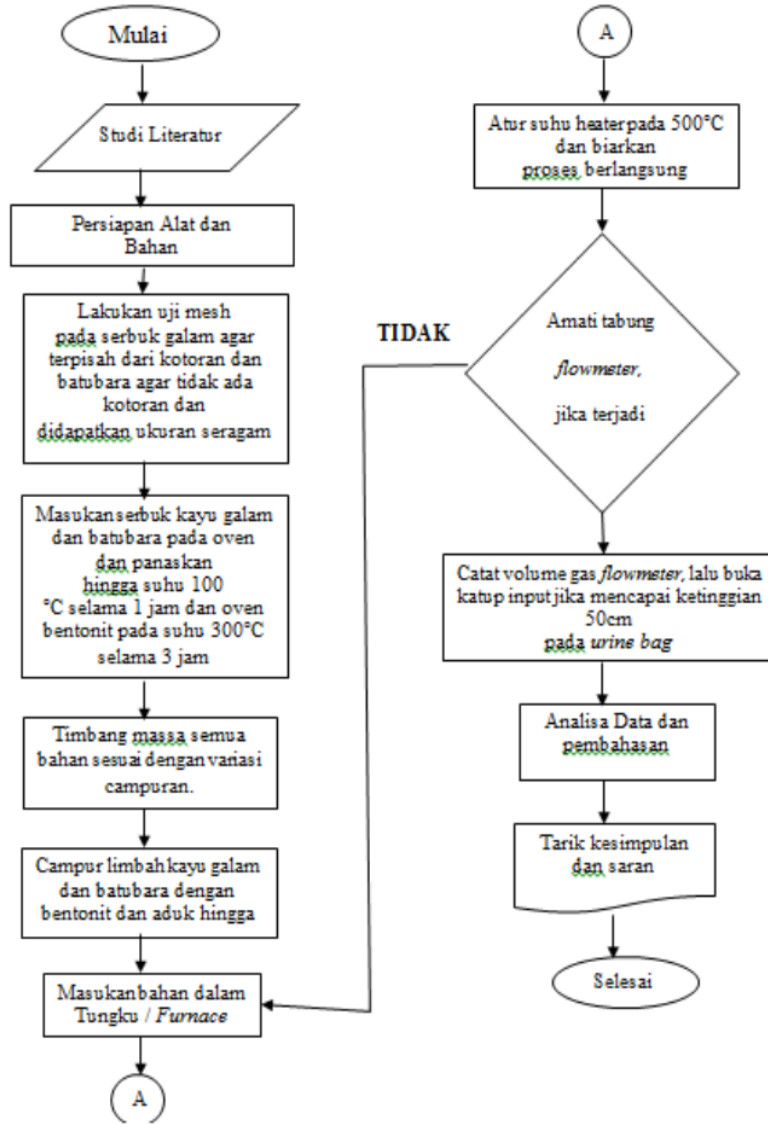 Mulai
Studi Literatur
Persiapan Alat dan
Bahan
Lakukan uji mesh
pada serbuk galam agar
terpisah dari kotoran dan
batubara agar tidak ada
kotoran dan
didapatkan ukuran seragam
Masukan serbuk kayu galam
dan batubara pada oven
dan panaskan
hingga suhu 100
°C selama 1 jam dan oven
bentonit pada suhu 300°C
selama 3 jam
Timbang massa semua
bahan sesuai dengan variasi
campuran.
Campur limbah kayu galam
dan batubara dengan
bentonit dan aduk hingga
Masukan bahan dalam
Tungku / Furnace
A
A
Atur suhu heater pada 500°C
dan biarkan
proses berlangsung
Amati tabung
flowmeter,
jika terjadi
TIDAK
Catat volume gas flowmeter, lalu buka
katup input jika mencapai ketinggian
50cm
pada urine bag
Analisa Data dan
pembahasan
Tarik kesimpulan
dan saran
Selesai